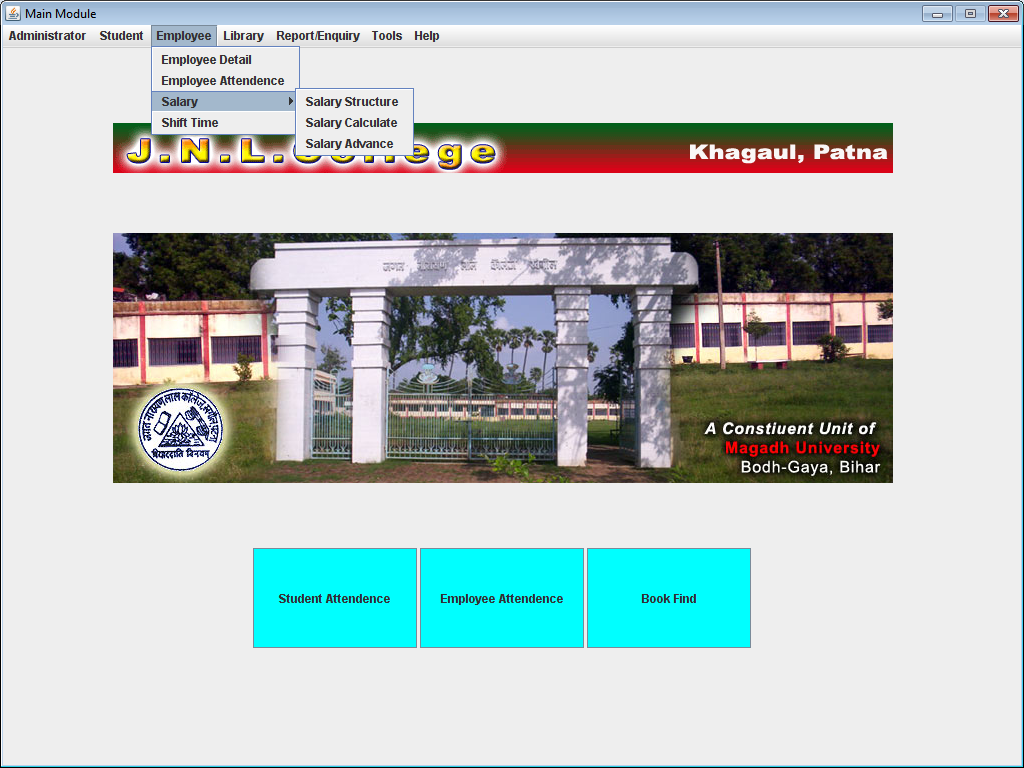 Main Module
Administrator Student Employee Library Report/Enquiry Tools Help
Employee Detail
Employee Attendence
Salary
Shift Time
Salary Structure
Salary Calculate
Salary Advance
J.N.L.College
Khagaul, Patna
A Constiuent Unit of
Magadh University
Bodh-Gaya, Bihar
Student Attendence
Employee Attendence
Book Find